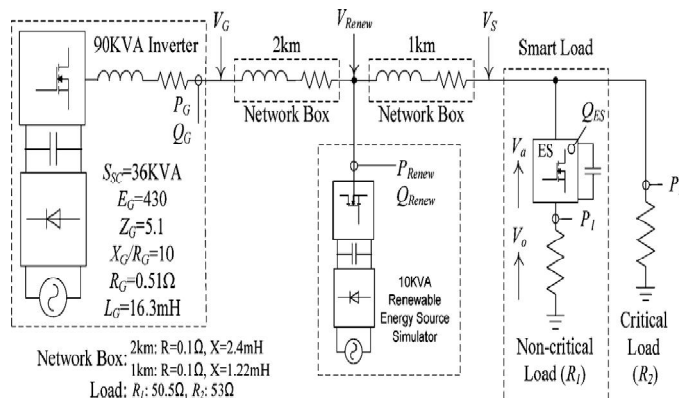 90KVA Inverter
V_G
2km
V_Renew
1km
V_S
Smart Load
Network Box
Network Box
P_G
Q_G
S_SC=36KVA
E_G=430
Z_G=5.1
X_G/R_G=10
R_G=0.51Ω
L_G=16.3mH
P_Renew
Q_Renew
10KVA
Renewable
Energy Source
Simulator
Q_ES
V_a
ES
P_1
V_o
P
Non-critical
Load (R_1)
Critical
Load
(R_2)
Network Box: 2km: R=0.1Ω, X=2.4mH
1km: R=0.1Ω, X=1.22mH
Load: R_1: 50.5Ω, R_2: 53Ω